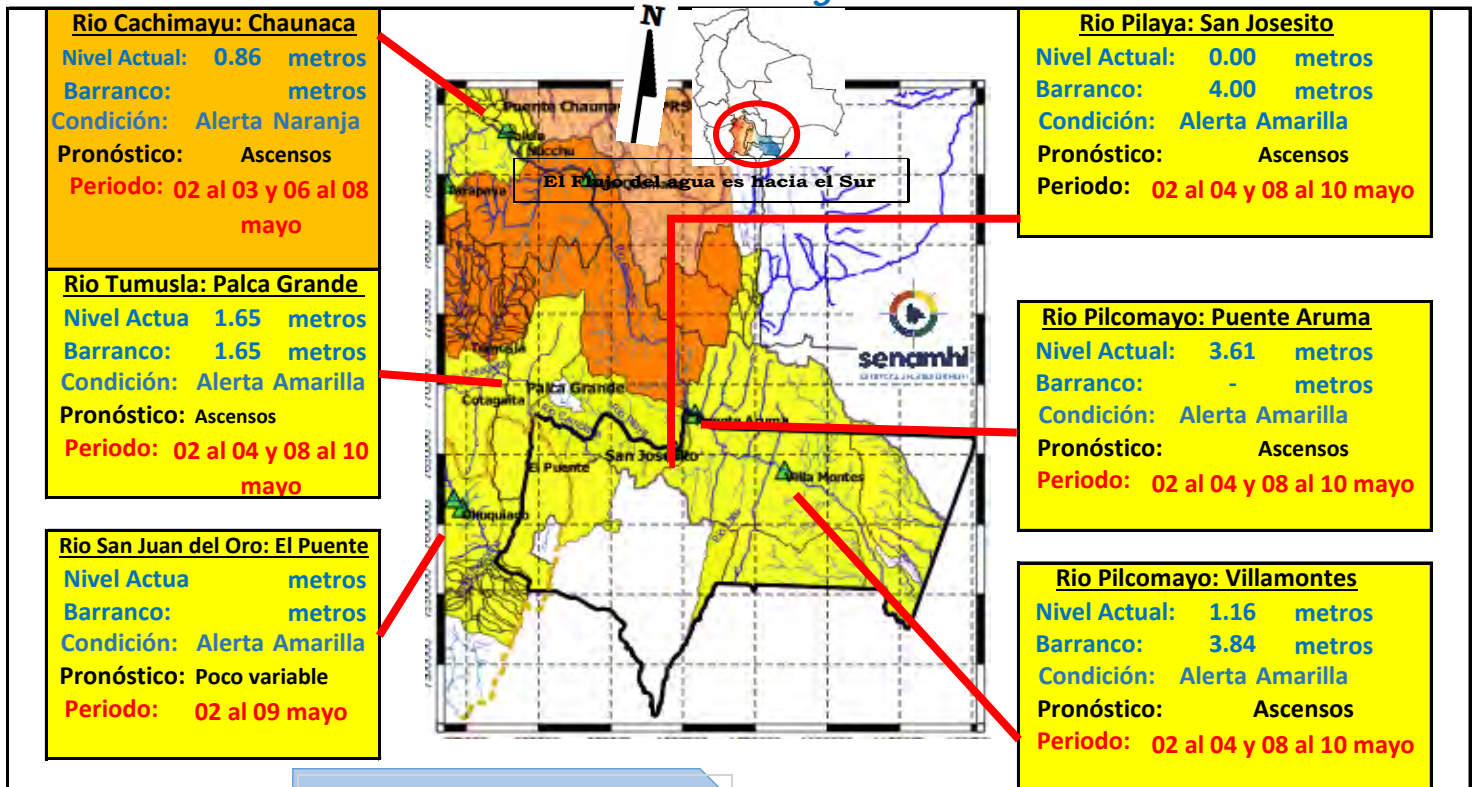 Rio Cachimayu: Chaunaca
Nivel Actual: 0.86 metros
Barranco: metros
Condición: Alerta Naranja
Pronóstico: Ascensos
Periodo: 02 al 03 y 06 al 08
mayo
Rio Tumusla: Palca Grande
Nivel Actua 1.65 metros
Barranco: 1.65 metros
Condición: Alerta Amarilla
Pronóstico: Ascensos
Periodo: 02 al 04 y 08 al 10
mayo
Rio San Juan del Oro: El Puente
Nivel Actua metros
Barranco: metros
Condición: Alerta Amarilla
Pronóstico: Poco variable
Periodo: 02 al 09 mayo
N
Puente
Nucchu
El Flujo del agua es hacia el Sur
Tarapaya
senamhi
Tumusla
Palca Grande
Cotagaita
Puente Aruma
San Josesito
El Puente
Villa Montes
Chuquiago
Rio Pilaya: San Josesito
Nivel Actual: 0.00 metros
Barranco: 4.00 metros
Condición: Alerta Amarilla
Pronóstico: Ascensos
Periodo: 02 al 04 y 08 al 10 mayo
Rio Pilcomayo: Puente Aruma
Nivel Actual: 3.61 metros
Barranco: - metros
Condición: Alerta Amarilla
Pronóstico: Ascensos
Periodo: 02 al 04 y 08 al 10 mayo
Rio Pilcomayo: Villamontes
Nivel Actual: 1.16 metros
Barranco: 3.84 metros
Condición: Alerta Amarilla
Pronóstico: Ascensos
Periodo: 02 al 04 y 08 al 10 mayo